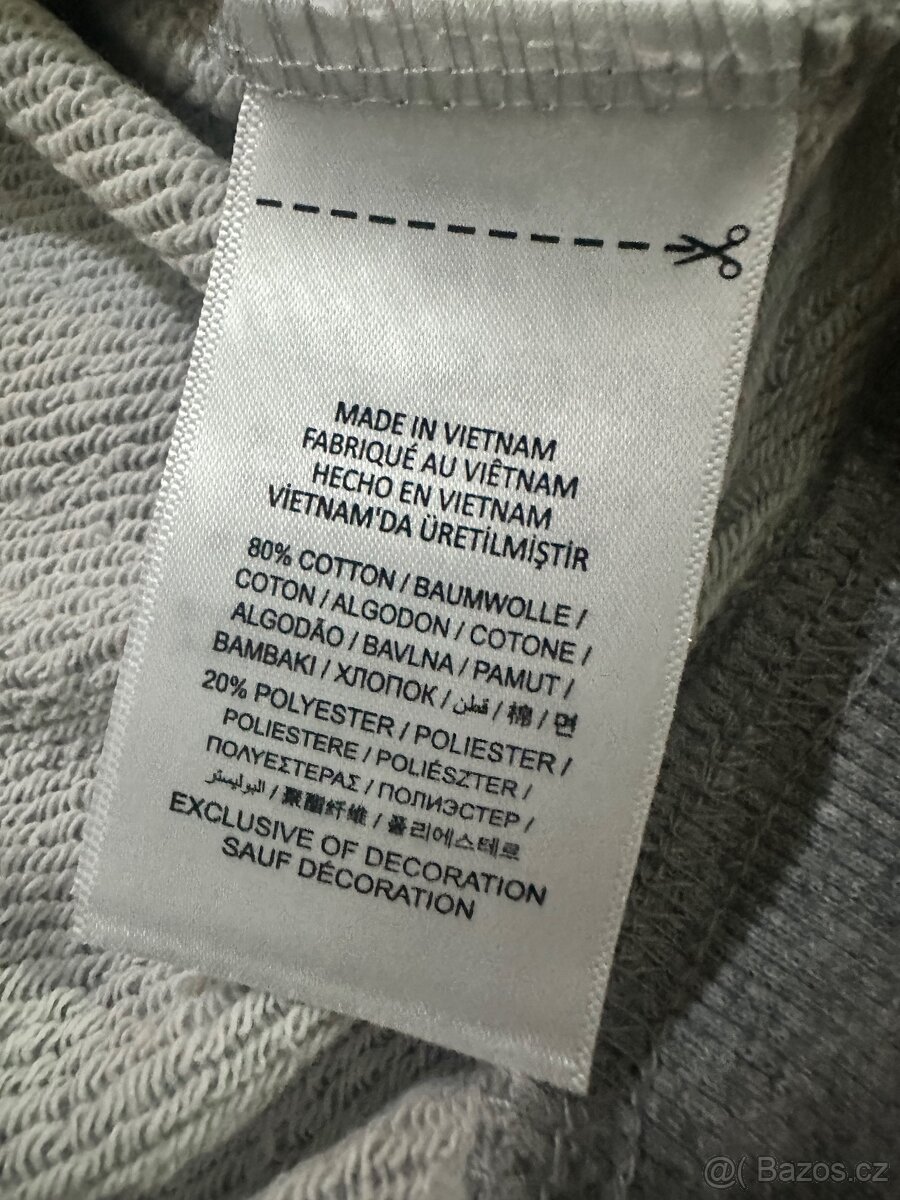 MADE IN VIETNAM
FABRIQUÉ AU VIÊTNAM
HECHO EN VIETNAM
VİETNAM'DA ÜRETİLMİŞTİR
80% COTTON / BAUMWOLLE /
COTON / ALGODON / COTONE /
ALGODÃO / BAVLNA / PAMUT /
BAMBAKI / ХЛОПОК / قطن / 棉 / 면
20% POLYESTER / POLIESTER /
POLIESTERE / POLIÉSZTER /
ΠΟΛΥΕΣΤΕΡΑΣ / ПОЛИЭСТЕР /
البوليستر / 聚酯纤维 / 폴리에스테르
EXCLUSIVE OF DECORATION
SAUF DÉCORATION
@( Bazos.cz